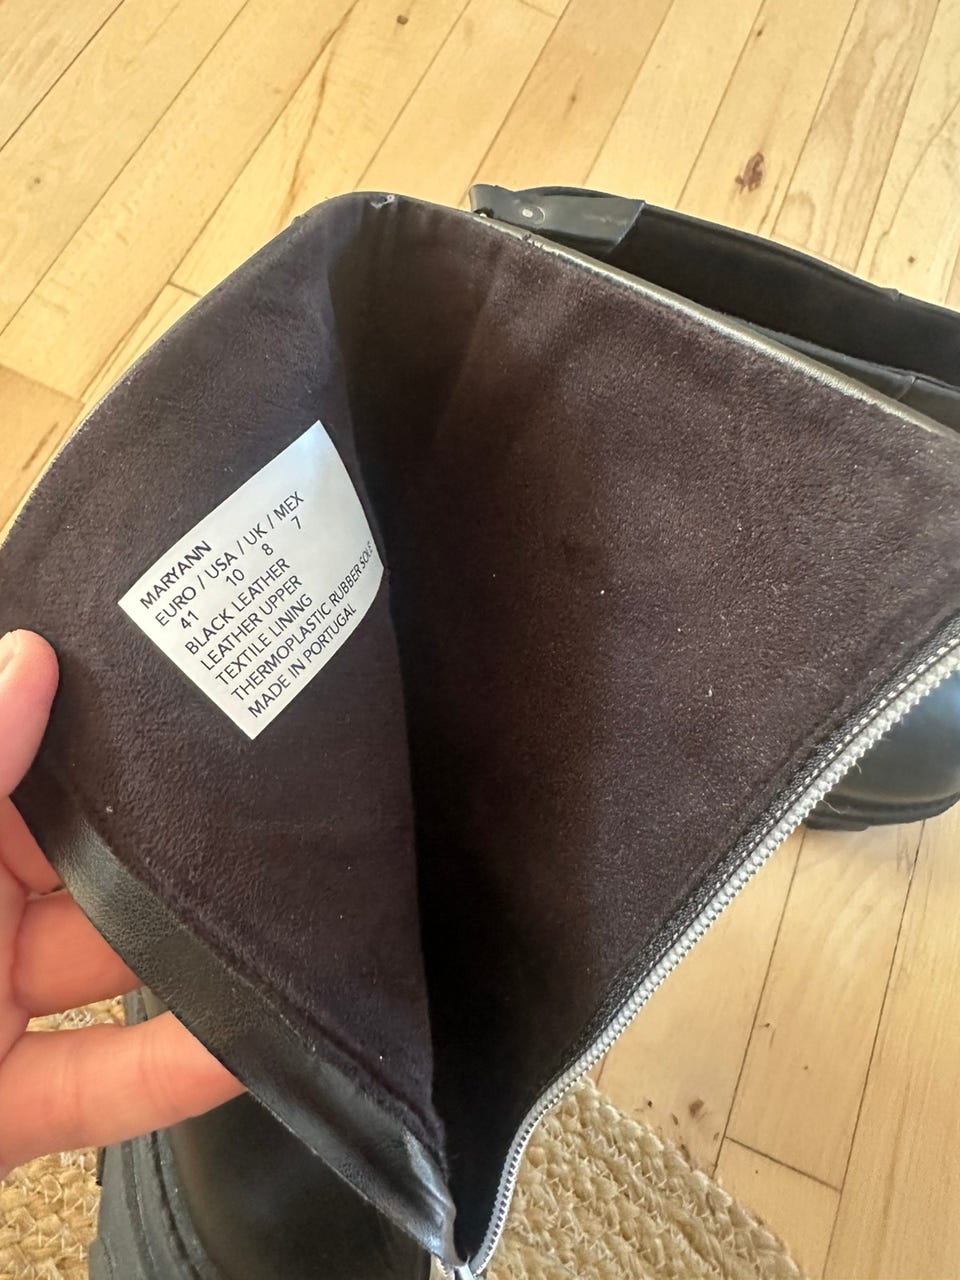 MARYANN
EURO / USA / UK / MEX
41 10 8 7
BLACK LEATHER
LEATHER UPPER
TEXTILE LINING
THERMOPLASTIC RUBBER SOLE
MADE IN PORTUGAL